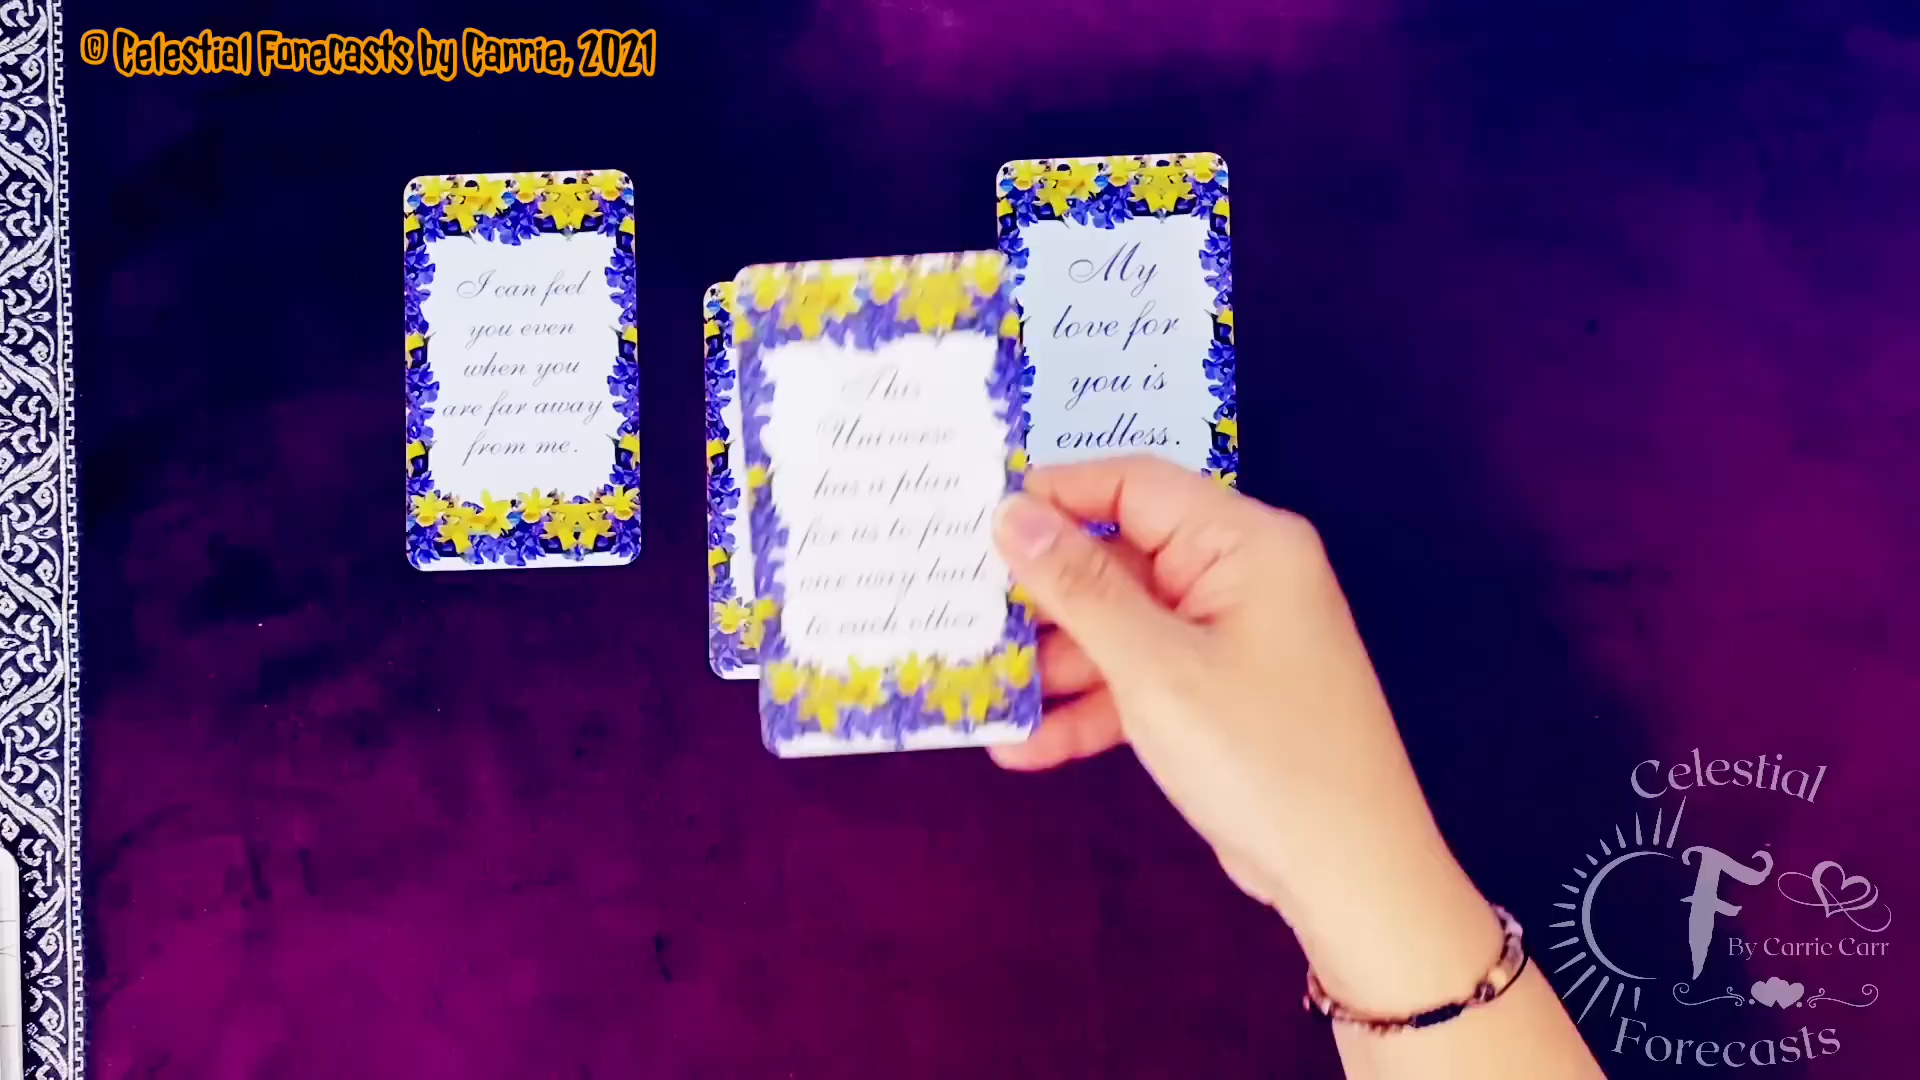 © Celestial Forecasts by Carrie, 2021
I can feel
you even
when you
are far away
from me.
This
Universe
has a plan
for us to find
our way back
to each other
My
love for
you is
endless.
Celestial
F
By Carrie Carr
Forecasts